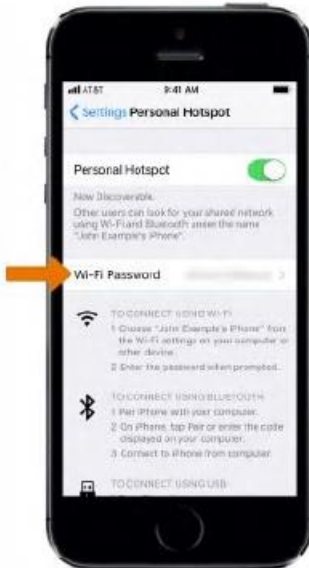 AT&T 9:41 AM
Settings Personal Hotspot
Personal Hotspot
Now Discoverable.
Other users can look for your shared network
using Wi-Fi and Bluetooth under the name
"John Example's iPhone".
Wi-Fi Password
TO CONNECT USING WI-FI
1 Choose "John Example's iPhone" from
the Wi-Fi settings on your computer or
other device.
2 Enter the password when prompted.
TO CONNECT USING BLUETOOTH
1 Pair iPhone with your computer.
2 On iPhone, tap Pair or enter the code
displayed on your computer.
3 Connect to iPhone from computer.
TO CONNECT USING USB